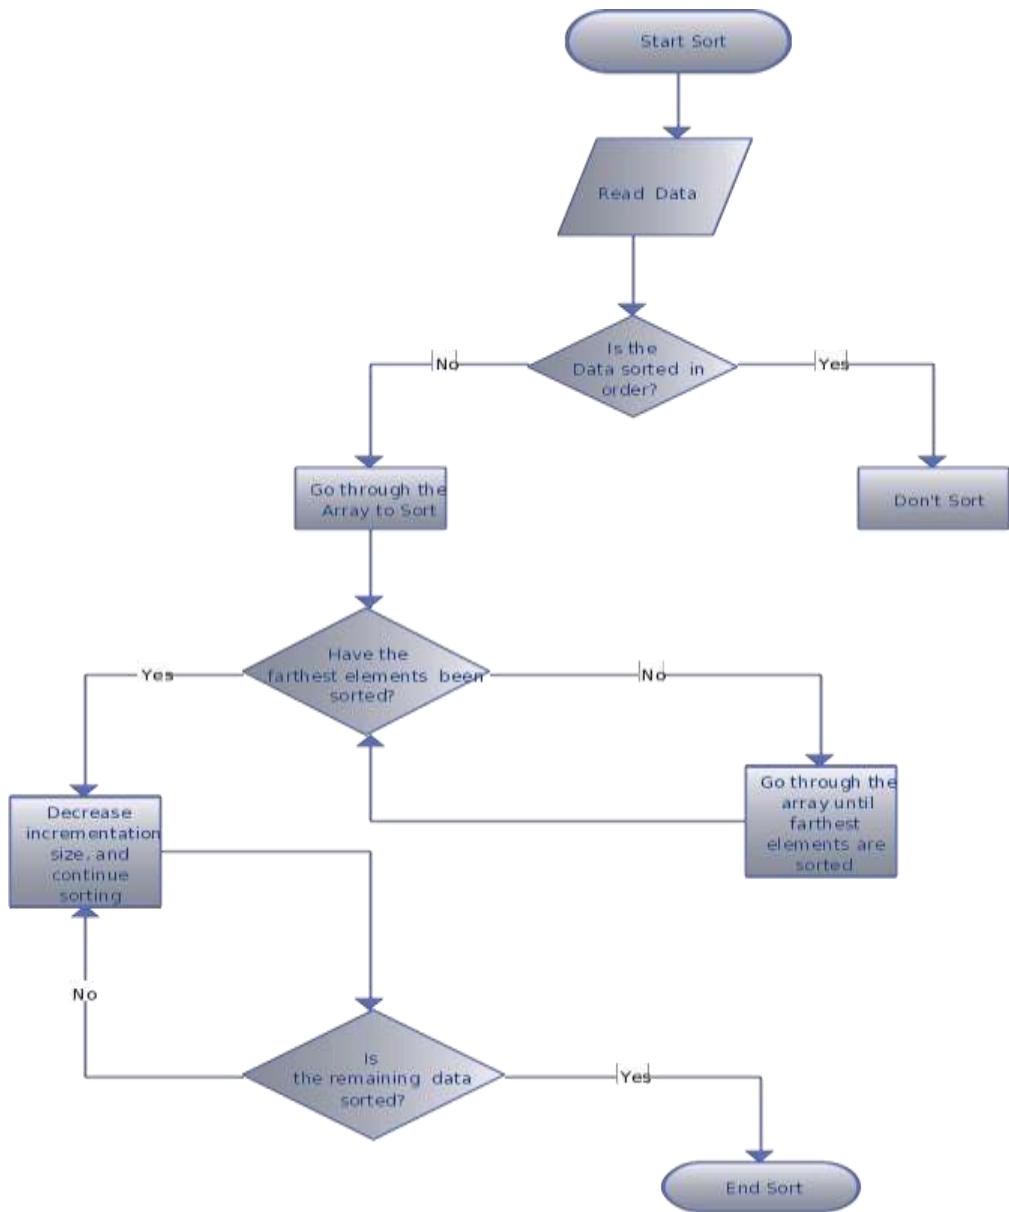 Start Sort
Read Data
Is the
Data sorted in
order?
No
Yes
Go through the
Array to Sort
Don't Sort
Have the
farthest elements been
sorted?
Yes
No
Go through the
array until
farthest
elements are
sorted
Decrease
incrementation
size, and
continue
sorting
No
Is
the remaining data
sorted?
Yes
End Sort